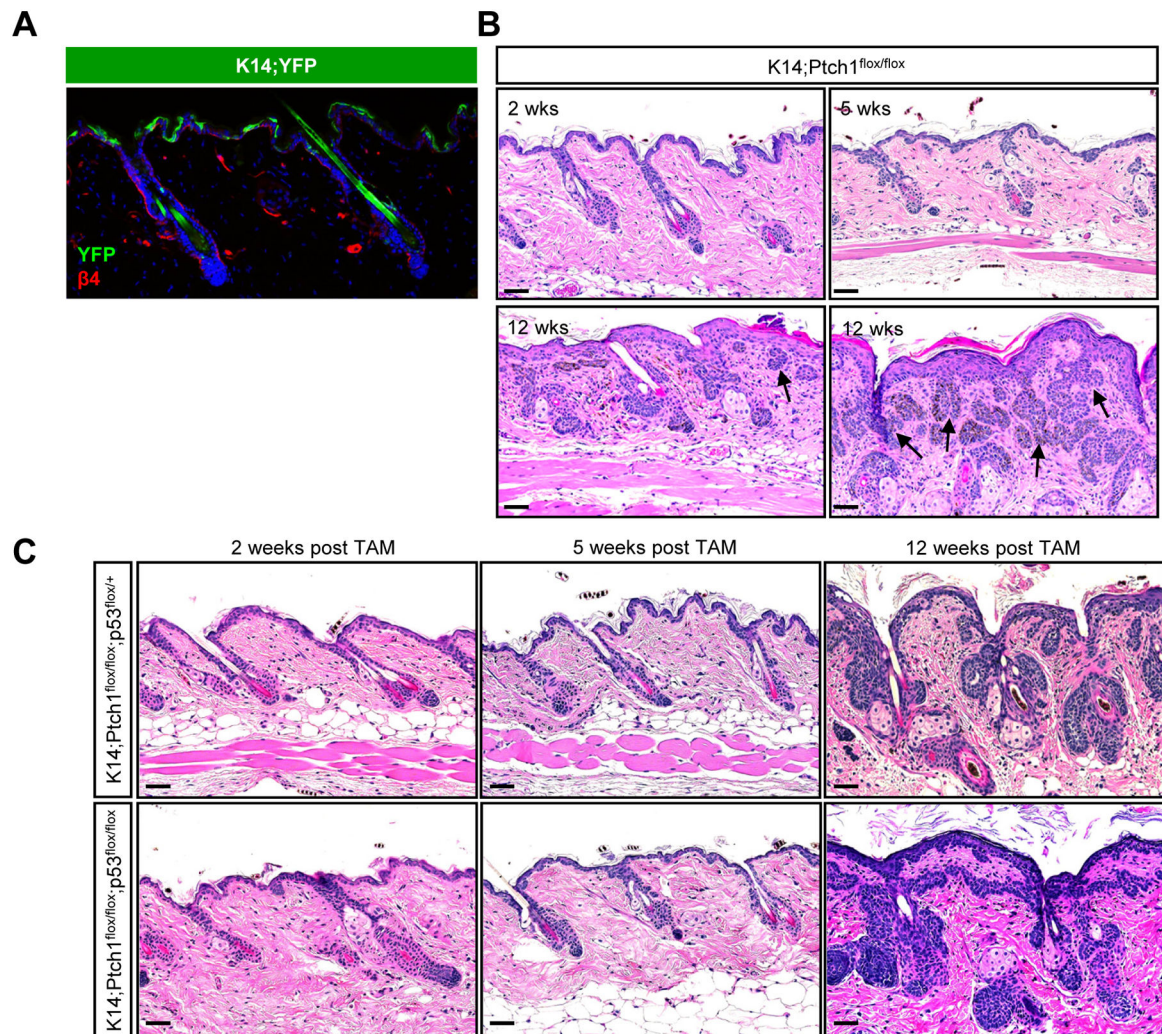 A
K14;YFP
YFP
β4
B
K14;Ptch1flox/flox
2 wks
5 wks
12 wks
12 wks
C
2 weeks post TAM
5 weeks post TAM
12 weeks post TAM
K14;Ptch1flox/flox;p53flox/+
K14;Ptch1flox/flox;p53flox/flox